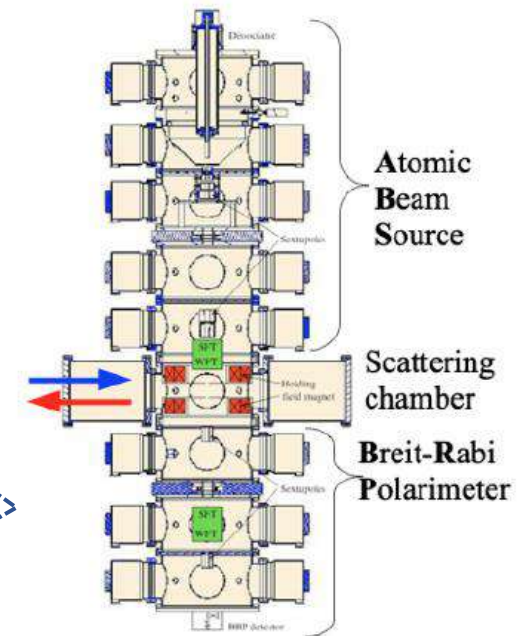 Dissociator
Atomic
Beam
Source
Sextupoles
SFT
WFT
Scattering
chamber
Holding
field magnet
Breit-Rabi
Polarimeter
Sextupoles
SFT
WFT
BRP detector